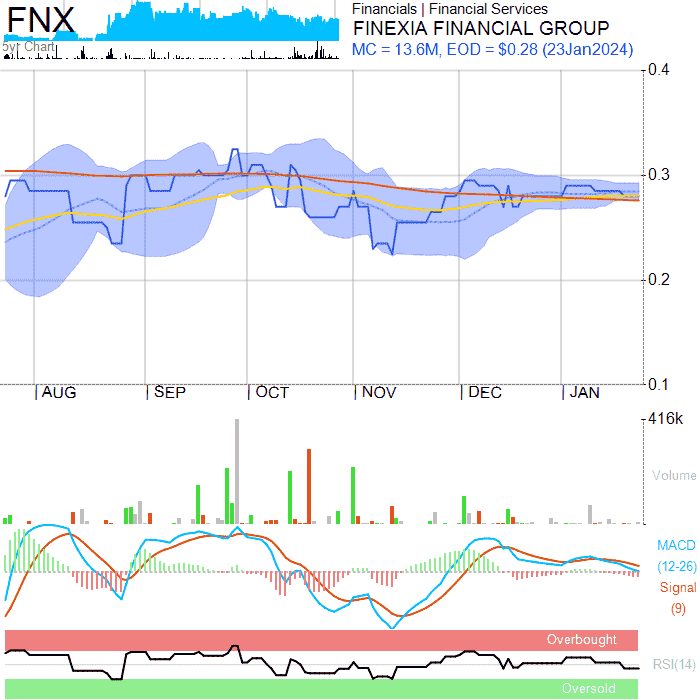 FNX
5yr Chart
Financials | Financial Services
FINEXIA FINANCIAL GROUP
MC = 13.6M, EOD = $0.28 (23Jan2024)
0.4
0.3
0.2
0.1
AUG SEP OCT NOV DEC JAN
416k
Volume
MACD
(12-26)
Signal
(9)
Overbought
RSI(14)
Oversold